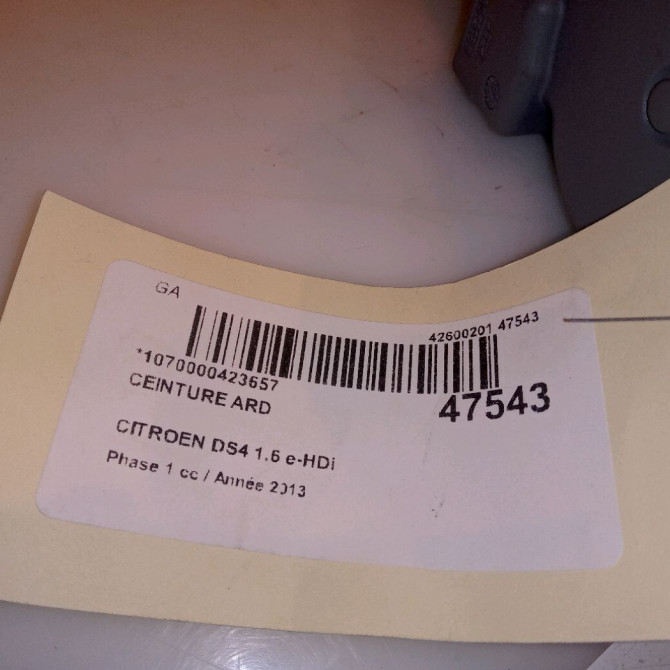 GA
42600201 47543
*1070000423657
47543
CEINTURE ARD
CITROEN DS4 1.6 e-HDi
Phase 1 cc / Année 2013